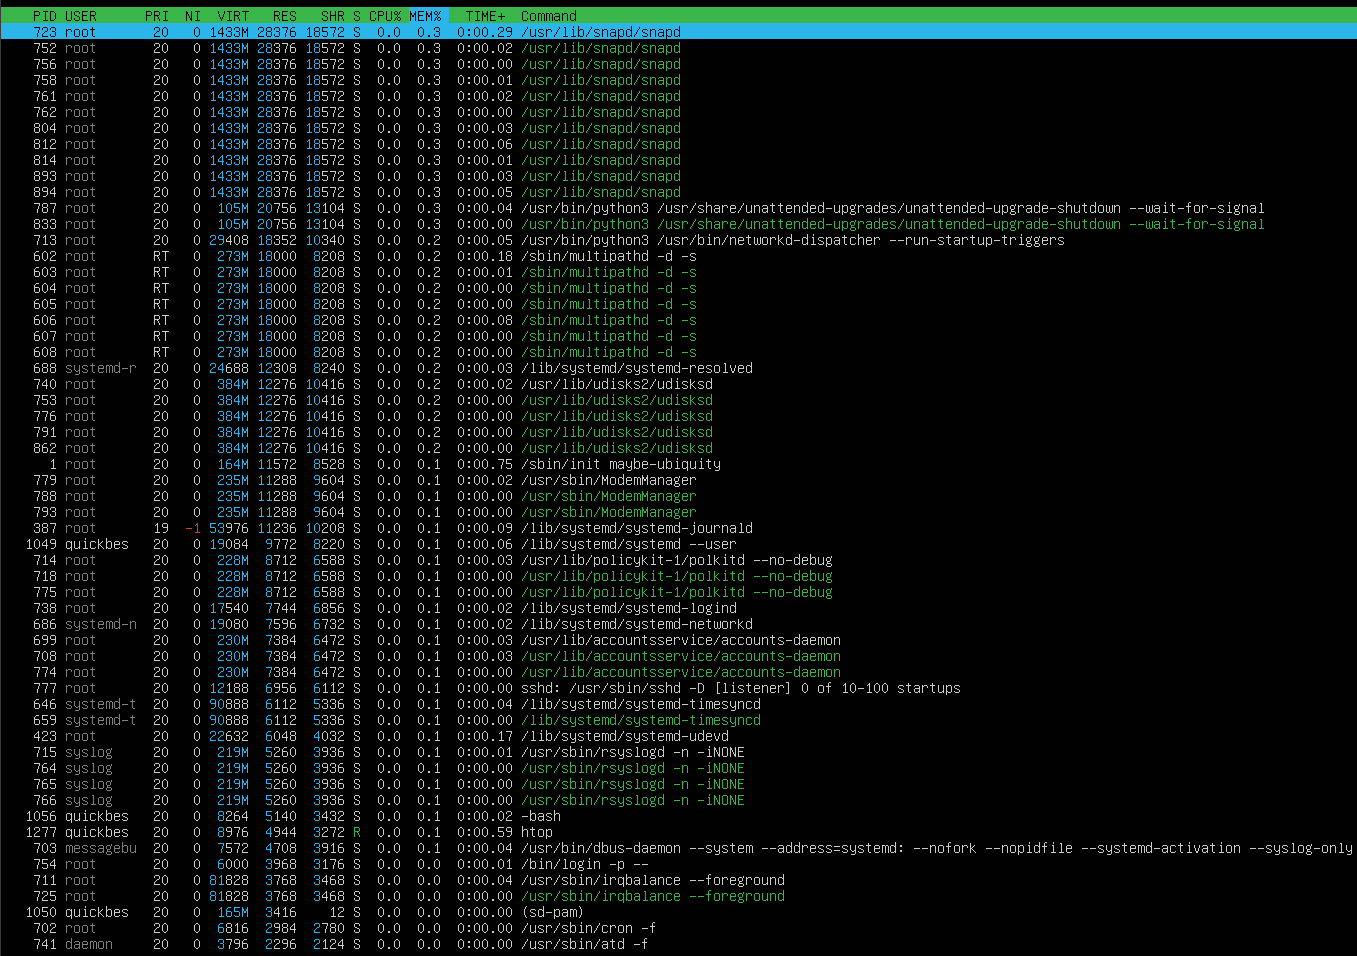 PID USER PRI NI VIRT RES SHR S CPU% MEM% TIME+ Command
723 root 20 0 1433M 28376 18572 S 0.0 0.3 0:00.29 /usr/lib/snapd/snapd
752 root 20 0 1433M 28376 18572 S 0.0 0.3 0:00.02 /usr/lib/snapd/snapd
756 root 20 0 1433M 28376 18572 S 0.0 0.3 0:00.00 /usr/lib/snapd/snapd
758 root 20 0 1433M 28376 18572 S 0.0 0.3 0:00.01 /usr/lib/snapd/snapd
761 root 20 0 1433M 28376 18572 S 0.0 0.3 0:00.02 /usr/lib/snapd/snapd
762 root 20 0 1433M 28376 18572 S 0.0 0.3 0:00.00 /usr/lib/snapd/snapd
804 root 20 0 1433M 28376 18572 S 0.0 0.3 0:00.03 /usr/lib/snapd/snapd
812 root 20 0 1433M 28376 18572 S 0.0 0.3 0:00.06 /usr/lib/snapd/snapd
814 root 20 0 1433M 28376 18572 S 0.0 0.3 0:00.01 /usr/lib/snapd/snapd
893 root 20 0 1433M 28376 18572 S 0.0 0.3 0:00.03 /usr/lib/snapd/snapd
894 root 20 0 1433M 28376 18572 S 0.0 0.3 0:00.05 /usr/lib/snapd/snapd
787 root 20 0 105M 20756 13104 S 0.0 0.3 0:00.04 /usr/bin/python3 /usr/share/unattended-upgrades/unattended-upgrade-shutdown --wait-for-signal
833 root 20 0 105M 20756 13104 S 0.0 0.3 0:00.00 /usr/bin/python3 /usr/share/unattended-upgrades/unattended-upgrade-shutdown --wait-for-signal
713 root 20 0 29408 18352 10340 S 0.0 0.2 0:00.05 /usr/bin/python3 /usr/bin/networkd-dispatcher --run-startup-triggers
602 root RT 0 273M 18000 8208 S 0.0 0.2 0:00.18 /sbin/multipathd -d -s
603 root RT 0 273M 18000 8208 S 0.0 0.2 0:00.01 /sbin/multipathd -d -s
604 root RT 0 273M 18000 8208 S 0.0 0.2 0:00.00 /sbin/multipathd -d -s
605 root RT 0 273M 18000 8208 S 0.0 0.2 0:00.00 /sbin/multipathd -d -s
606 root RT 0 273M 18000 8208 S 0.0 0.2 0:00.08 /sbin/multipathd -d -s
607 root RT 0 273M 18000 8208 S 0.0 0.2 0:00.00 /sbin/multipathd -d -s
608 root RT 0 273M 18000 8208 S 0.0 0.2 0:00.00 /sbin/multipathd -d -s
688 systemd-r 20 0 24688 12308 8240 S 0.0 0.2 0:00.03 /lib/systemd/systemd-resolved
740 root 20 0 384M 12276 10416 S 0.0 0.2 0:00.02 /usr/lib/udisks2/udisksd
753 root 20 0 384M 12276 10416 S 0.0 0.2 0:00.00 /usr/lib/udisks2/udisksd
776 root 20 0 384M 12276 10416 S 0.0 0.2 0:00.00 /usr/lib/udisks2/udisksd
791 root 20 0 384M 12276 10416 S 0.0 0.2 0:00.00 /usr/lib/udisks2/udisksd
862 root 20 0 384M 12276 10416 S 0.0 0.2 0:00.00 /usr/lib/udisks2/udisksd
1 root 20 0 164M 11572 8528 S 0.0 0.1 0:00.75 /sbin/init maybe-ubiquity
779 root 20 0 235M 11288 9604 S 0.0 0.1 0:00.02 /usr/sbin/ModemManager
788 root 20 0 235M 11288 9604 S 0.0 0.1 0:00.00 /usr/sbin/ModemManager
793 root 20 0 235M 11288 9604 S 0.0 0.1 0:00.00 /usr/sbin/ModemManager
387 root 19 -1 53976 11236 10208 S 0.0 0.1 0:00.09 /lib/systemd/systemd-journald
1049 quickbes 20 0 19084 9772 8220 S 0.0 0.1 0:00.06 /lib/systemd/systemd --user
714 root 20 0 228M 8712 6588 S 0.0 0.1 0:00.03 /usr/lib/policykit-1/polkitd --no-debug
718 root 20 0 228M 8712 6588 S 0.0 0.1 0:00.00 /usr/lib/policykit-1/polkitd --no-debug
775 root 20 0 228M 8712 6588 S 0.0 0.1 0:00.00 /usr/lib/policykit-1/polkitd --no-debug
738 root 20 0 17540 7744 6856 S 0.0 0.1 0:00.02 /lib/systemd/systemd-logind
686 systemd-n 20 0 19080 7596 6732 S 0.0 0.1 0:00.02 /lib/systemd/systemd-networkd
699 root 20 0 230M 7384 6472 S 0.0 0.1 0:00.03 /usr/lib/accountsservice/accounts-daemon
708 root 20 0 230M 7384 6472 S 0.0 0.1 0:00.03 /usr/lib/accountsservice/accounts-daemon
774 root 20 0 230M 7384 6472 S 0.0 0.1 0:00.00 /usr/lib/accountsservice/accounts-daemon
777 root 20 0 12188 6956 6112 S 0.0 0.1 0:00.00 sshd: /usr/sbin/sshd -D [listener] 0 of 10-100 startups
646 systemd-t 20 0 90888 6112 5336 S 0.0 0.1 0:00.04 /lib/systemd/systemd-timesyncd
659 systemd-t 20 0 90888 6112 5336 S 0.0 0.1 0:00.00 /lib/systemd/systemd-timesyncd
423 root 20 0 22632 6048 4032 S 0.0 0.1 0:00.17 /lib/systemd/systemd-udevd
715 syslog 20 0 219M 5260 3936 S 0.0 0.1 0:00.01 /usr/sbin/rsyslogd -n -iNONE
764 syslog 20 0 219M 5260 3936 S 0.0 0.1 0:00.00 /usr/sbin/rsyslogd -n -iNONE
765 syslog 20 0 219M 5260 3936 S 0.0 0.1 0:00.00 /usr/sbin/rsyslogd -n -iNONE
766 syslog 20 0 219M 5260 3936 S 0.0 0.1 0:00.00 /usr/sbin/rsyslogd -n -iNONE
1056 quickbes 20 0 8264 5140 3432 S 0.0 0.1 0:00.02 -bash
1277 quickbes 20 0 8976 4944 3272 R 0.0 0.1 0:00.59 htop
703 messagebu 20 0 7572 4708 3916 S 0.0 0.1 0:00.04 /usr/bin/dbus-daemon --system --address=systemd: --nofork --nopidfile --systemd-activation --syslog-only
754 root 20 0 6000 3968 3176 S 0.0 0.0 0:00.01 /bin/login -p --
711 root 20 0 81828 3768 3468 S 0.0 0.0 0:00.04 /usr/sbin/irqbalance --foreground
725 root 20 0 81828 3768 3468 S 0.0 0.0 0:00.00 /usr/sbin/irqbalance --foreground
1050 quickbes 20 0 165M 3416 12 S 0.0 0.0 0:00.00 (sd-pam)
702 root 20 0 6816 2984 2780 S 0.0 0.0 0:00.00 /usr/sbin/cron -f
741 daemon 20 0 3796 2296 2124 S 0.0 0.0 0:00.00 /usr/sbin/atd -f